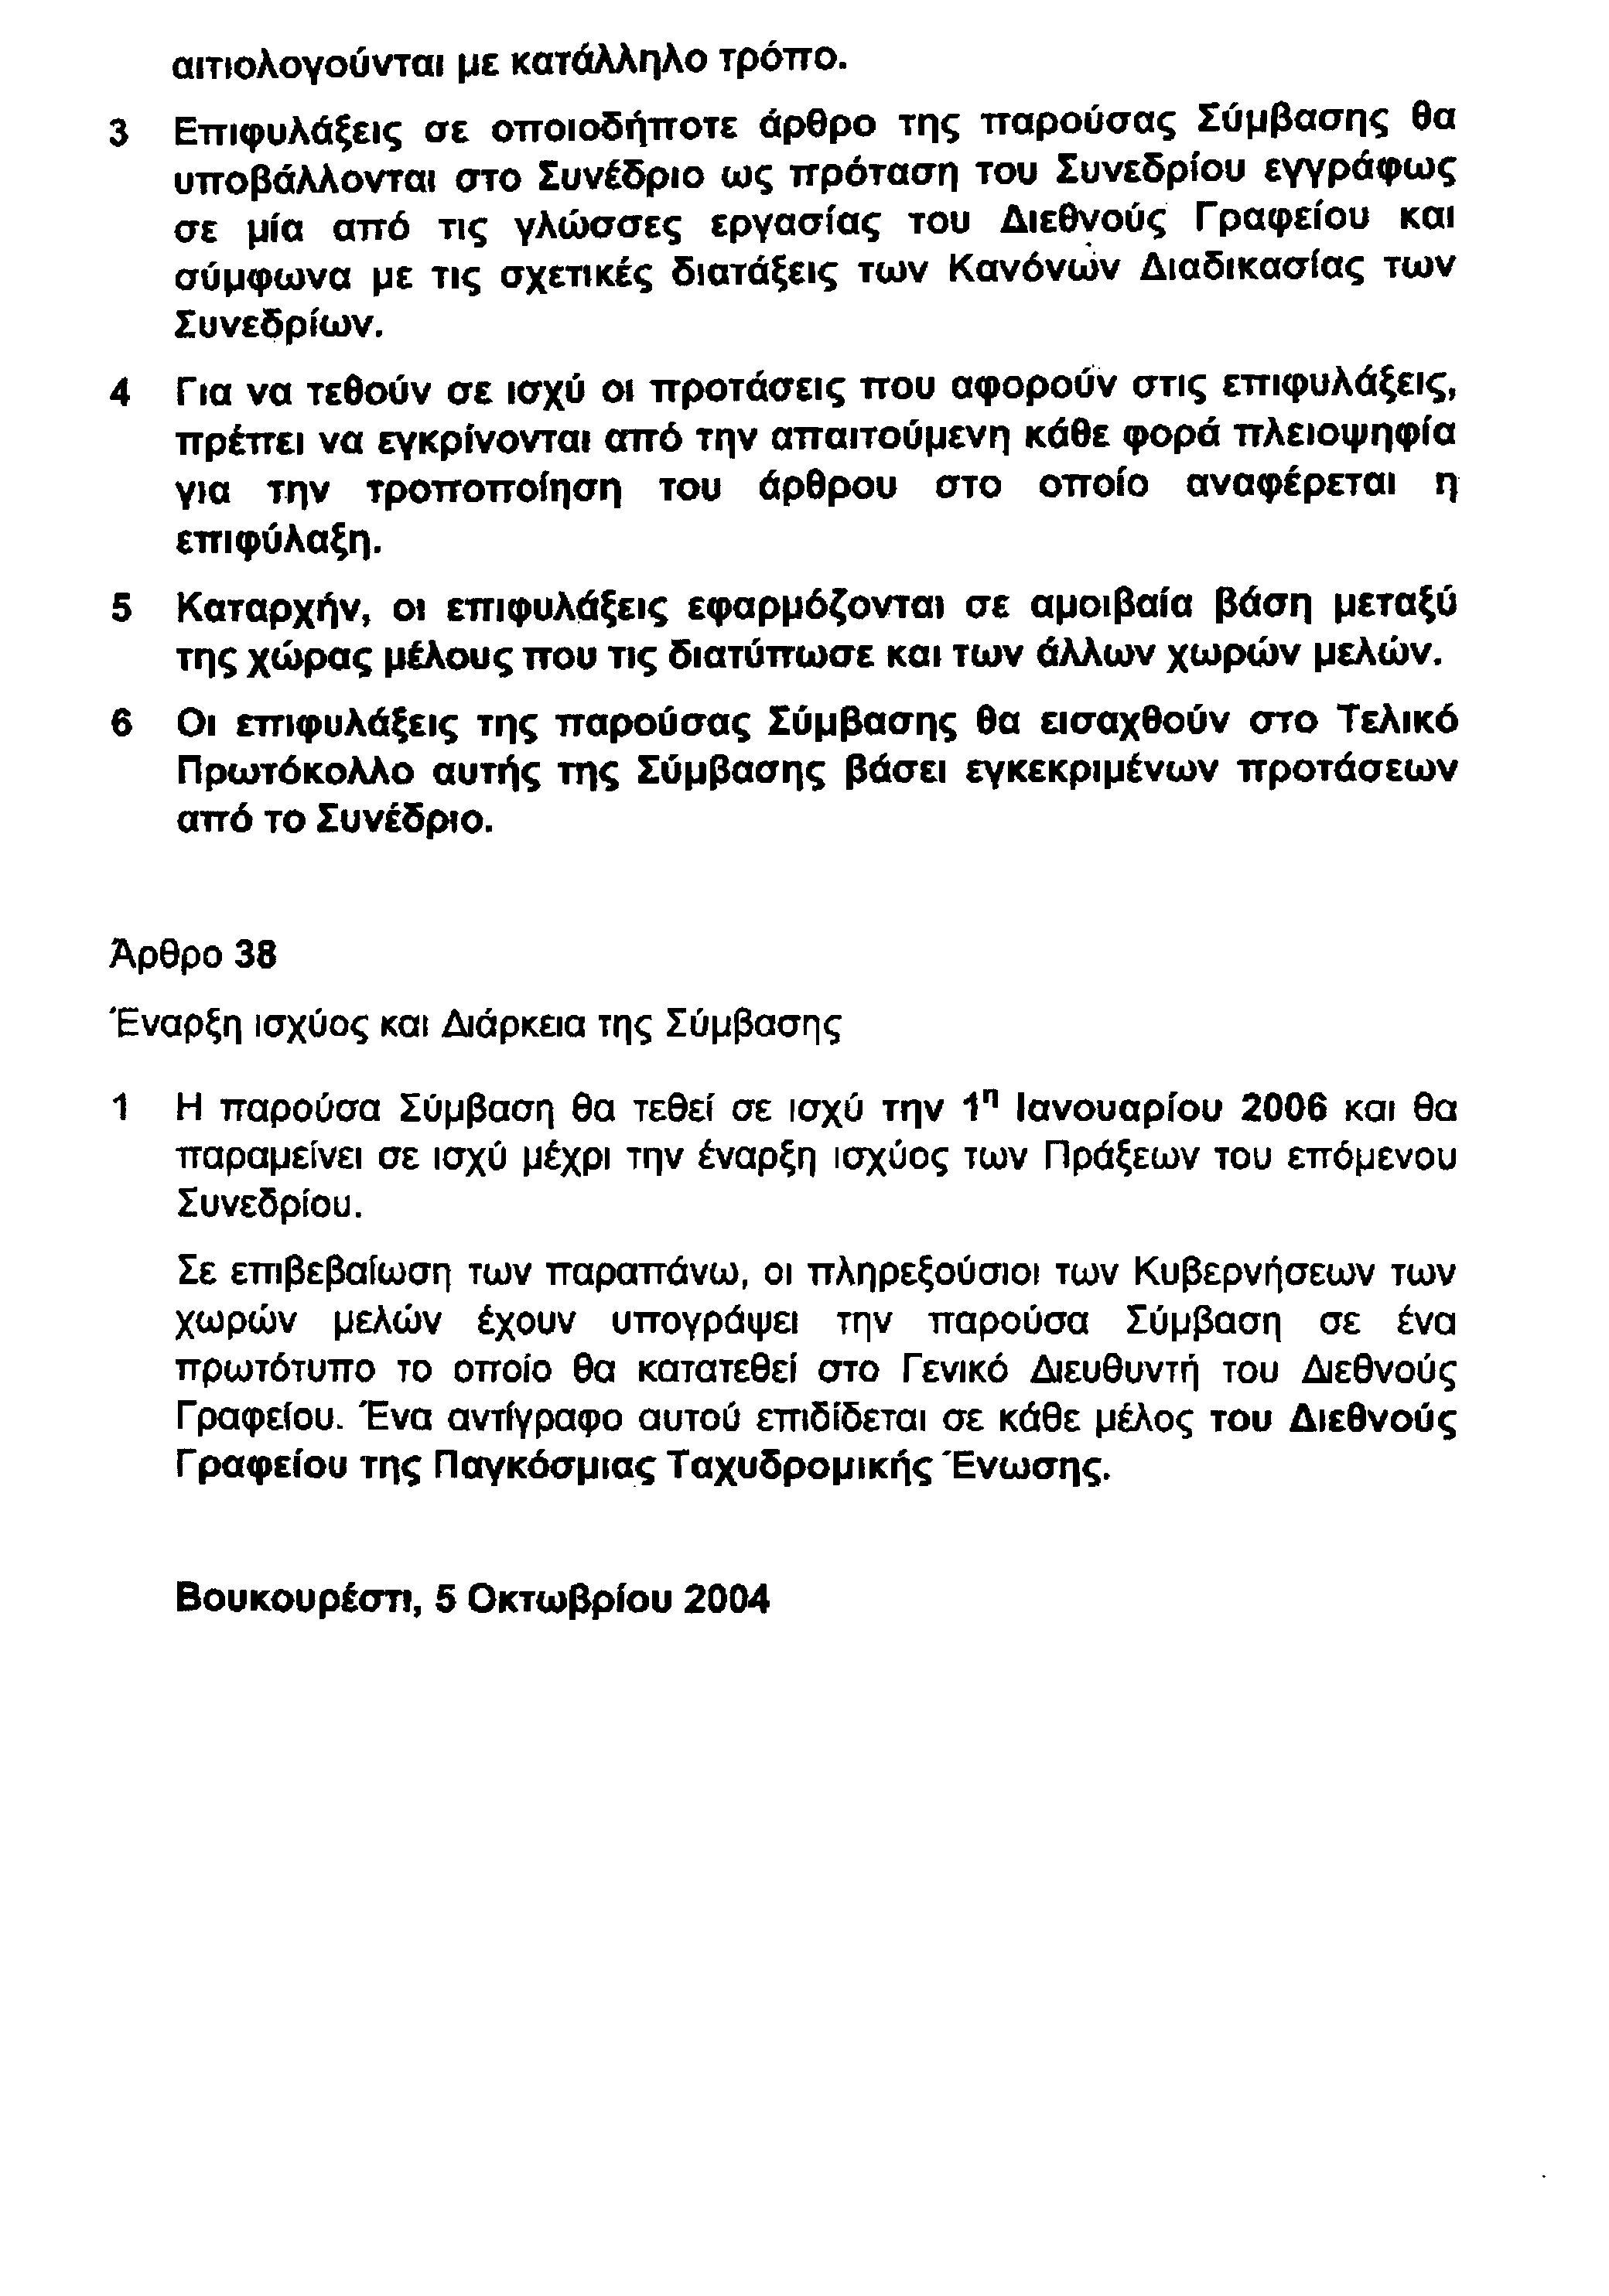 αιτιολογούνται με κατάλληλο τρόπο.
3 Επιφυλάξεις σε οποιοδήποτε άρθρο της παρούσας Σύμβασης θα
υποβάλλονται στο Συνέδριο ως πρόταση του Συνεδρίου εγγράφως
σε μία από τις γλώσσες εργασίας του Διεθνούς Γραφείου και
σύμφωνα με τις σχετικές διατάξεις των Κανόνων Διαδικασίας των
Συνεδρίων.
4 Για να τεθούν σε ισχύ οι προτάσεις που αφορούν στις επιφυλάξεις,
πρέπει να εγκρίνονται από την απαιτούμενη κάθε φορά πλειοψηφία
για την τροποποίηση του άρθρου στο οποίο αναφέρεται η
επιφύλαξη.
5 Καταρχήν, οι επιφυλάξεις εφαρμόζονται σε αμοιβαία βάση μεταξύ
της χώρας μέλους που τις διατύπωσε και των άλλων χωρών μελών.
6 Οι επιφυλάξεις της παρούσας Σύμβασης θα εισαχθούν στο Τελικό
Πρωτόκολλο αυτής της Σύμβασης βάσει εγκεκριμένων προτάσεων
από το Συνέδριο.
Άρθρο 38
Έναρξη ισχύος και Διάρκεια της Σύμβασης
1 Η παρούσα Σύμβαση θα τεθεί σε ισχύ την 1η Ιανουαρίου 2006 και θα
παραμείνει σε ισχύ μέχρι την έναρξη ισχύος των Πράξεων του επόμενου
Συνεδρίου.
Σε επιβεβαίωση των παραπάνω, οι πληρεξούσιοι των Κυβερνήσεων των
χωρών μελών έχουν υπογράψει την παρούσα Σύμβαση σε ένα
πρωτότυπο το οποίο θα κατατεθεί στο Γενικό Διευθυντή του Διεθνούς
Γραφείου. Ένα αντίγραφο αυτού επιδίδεται σε κάθε μέλος του Διεθνούς
Γραφείου της Παγκόσμιας Ταχυδρομικής Ένωσης.
Βουκουρέστι, 5 Οκτωβρίου 2004